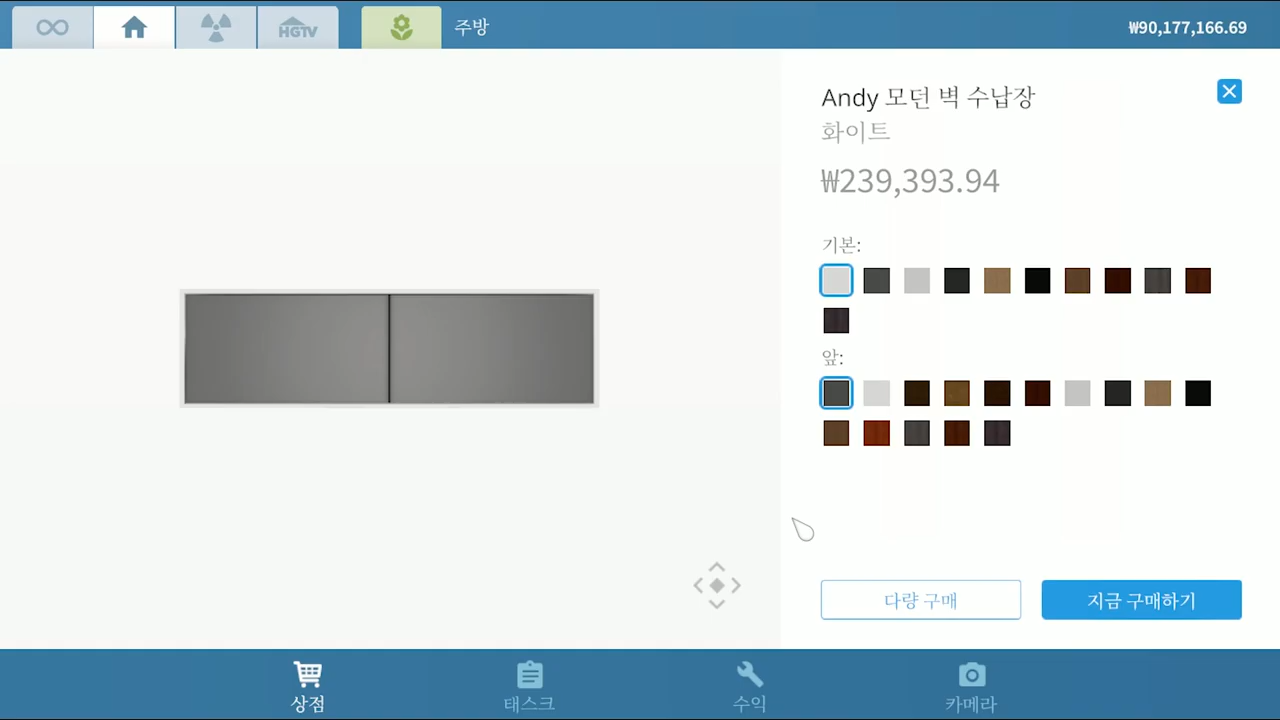 HGTV
주방
₩90,177,166.69
Andy 모던 벽 수납장
화이트
₩239,393.94
기본:
앞:
다량 구매
지금 구매하기
상점
태스크
수익
카메라